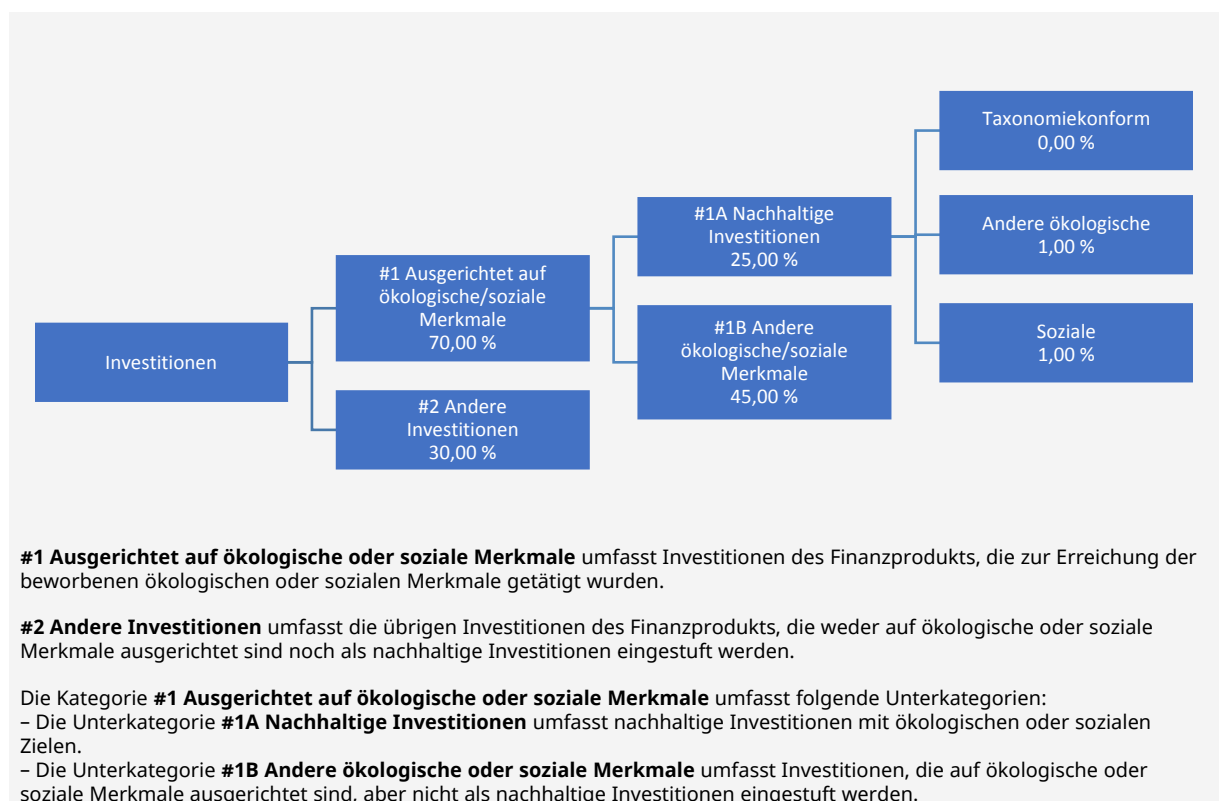 Investitionen
#1 Ausgerichtet auf
ökologische/soziale
Merkmale
70,00 %
#2 Andere
Investitionen
30,00 %
#1A Nachhaltige
Investitionen
25,00 %
#1B Andere
ökologische/soziale
Merkmale
45,00 %
Taxonomiekonform
0,00 %
Andere ökologische
1,00 %
Soziale
1,00 %
#1 Ausgerichtet auf ökologische oder soziale Merkmale umfasst Investitionen des Finanzprodukts, die zur Erreichung der
beworbenen ökologischen oder sozialen Merkmale getätigt wurden.
#2 Andere Investitionen umfasst die übrigen Investitionen des Finanzprodukts, die weder auf ökologische oder soziale
Merkmale ausgerichtet sind noch als nachhaltige Investitionen eingestuft werden.
Die Kategorie #1 Ausgerichtet auf ökologische oder soziale Merkmale umfasst folgende Unterkategorien:
– Die Unterkategorie #1A Nachhaltige Investitionen umfasst nachhaltige Investitionen mit ökologischen oder sozialen
Zielen.
– Die Unterkategorie #1B Andere ökologische oder soziale Merkmale umfasst Investitionen, die auf ökologische oder
soziale Merkmale ausgerichtet sind, aber nicht als nachhaltige Investitionen eingestuft werden.